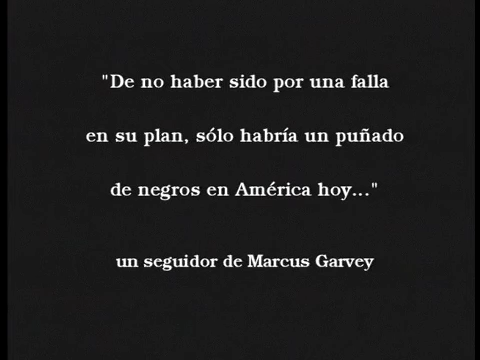 "De no haber sido por una falla
en su plan, sólo habría un puñado
de negros en América hoy..."
un seguidor de Marcus Garvey